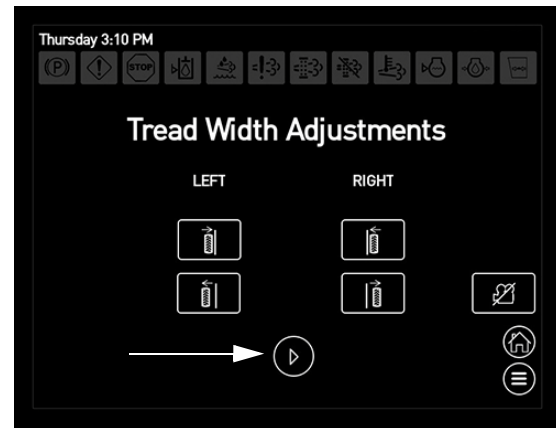 Thursday 3:10 PM
(P) STOP
Tread Width Adjustments
LEFT RIGHT